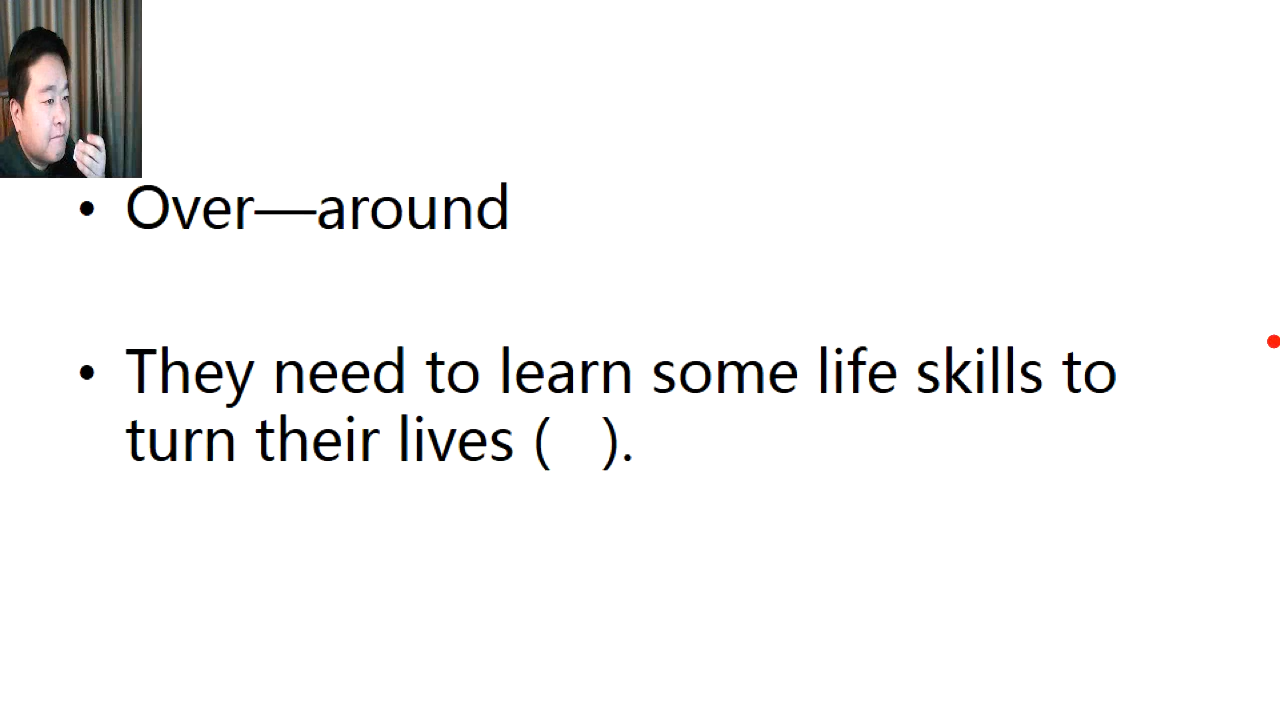 • Over—around
• They need to learn some life skills to
turn their lives (   ).